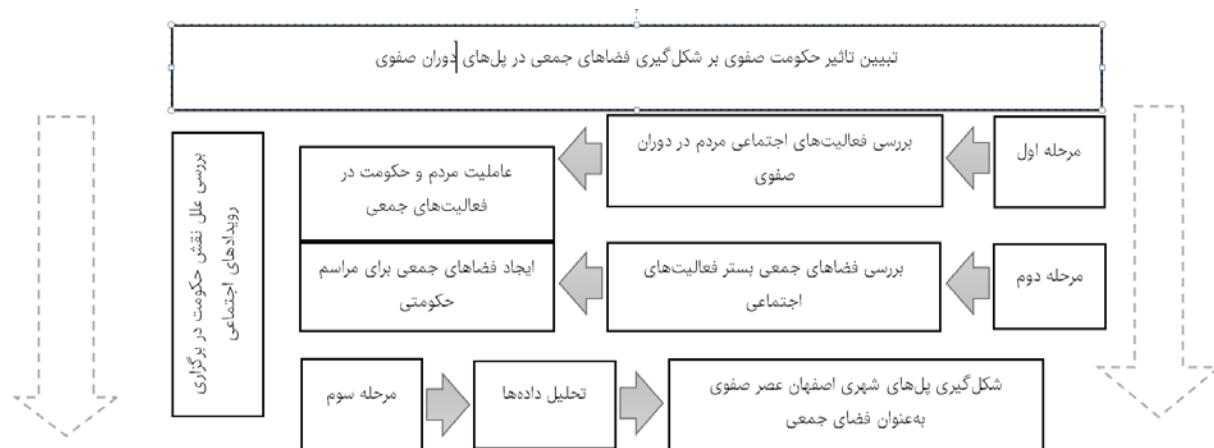 تبیین تاثیر حکومت صفوی بر شکل‌گیری فضاهای جمعی در پل‌های دوران صفوی
مرحله اول
بررسی فعالیت‌های اجتماعی مردم در دوران
صفوی
عاملیت مردم و حکومت در
فعالیت‌های جمعی
مرحله دوم
بررسی فضاهای جمعی بستر فعالیت‌های
اجتماعی
ایجاد فضاهای جمعی برای مراسم
حکومتی
بررسی علل نقش حکومت در برگزاری
رویدادهای اجتماعی
مرحله سوم
تحلیل داده‌ها
شکل‌گیری پل‌های شهری اصفهان عصر صفوی
به‌عنوان فضای جمعی